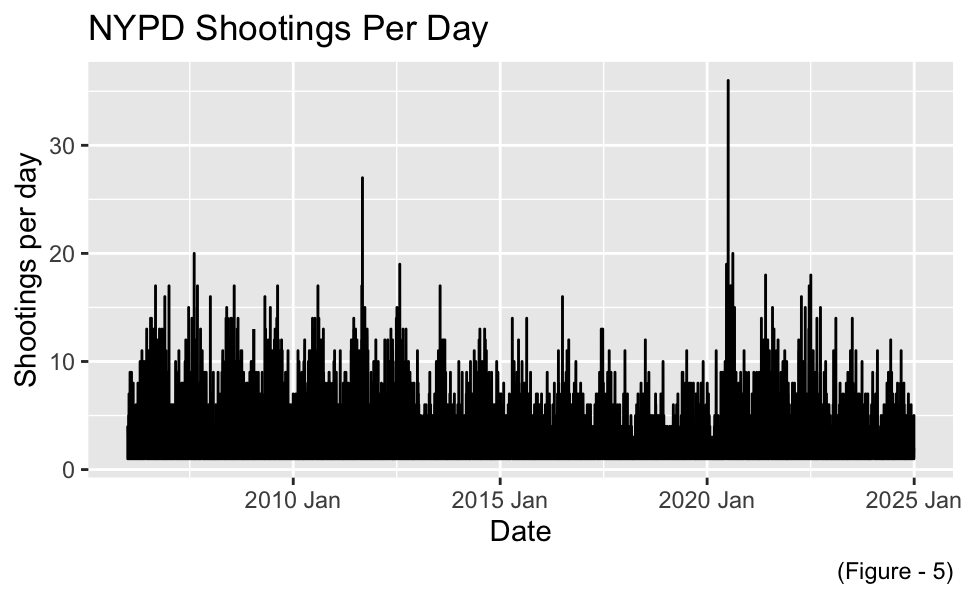 NYPD Shootings Per Day
Shootings per day
30
20
10
0
2010 Jan
2015 Jan
2020 Jan
2025 Jan
Date
(Figure - 5)